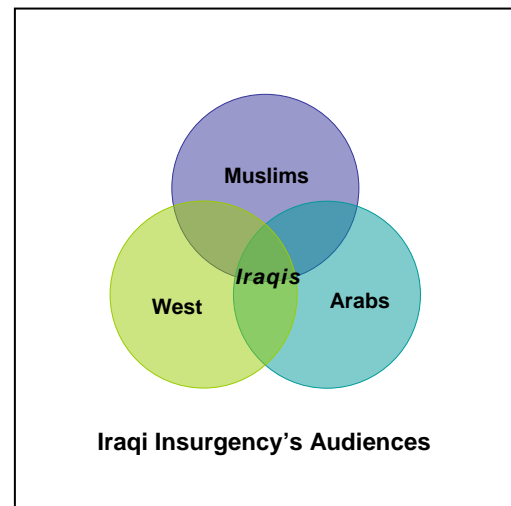 Muslims
Iraqis
West
Arabs
Iraqi Insurgency's Audiences